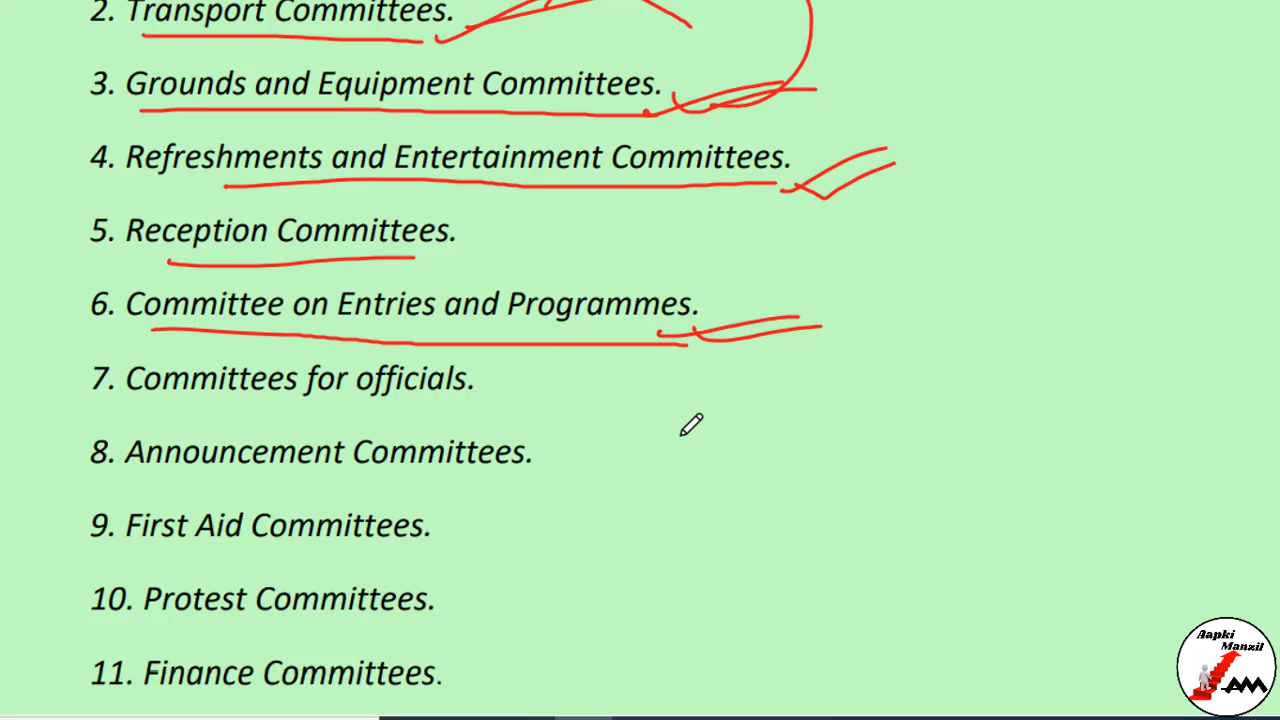 2. Transport Committees.
3. Grounds and Equipment Committees.
4. Refreshments and Entertainment Committees.
5. Reception Committees.
6. Committee on Entries and Programmes.
7. Committees for officials.
8. Announcement Committees.
9. First Aid Committees.
10. Protest Committees.
11. Finance Committees.
Aapki
Manzil
AM